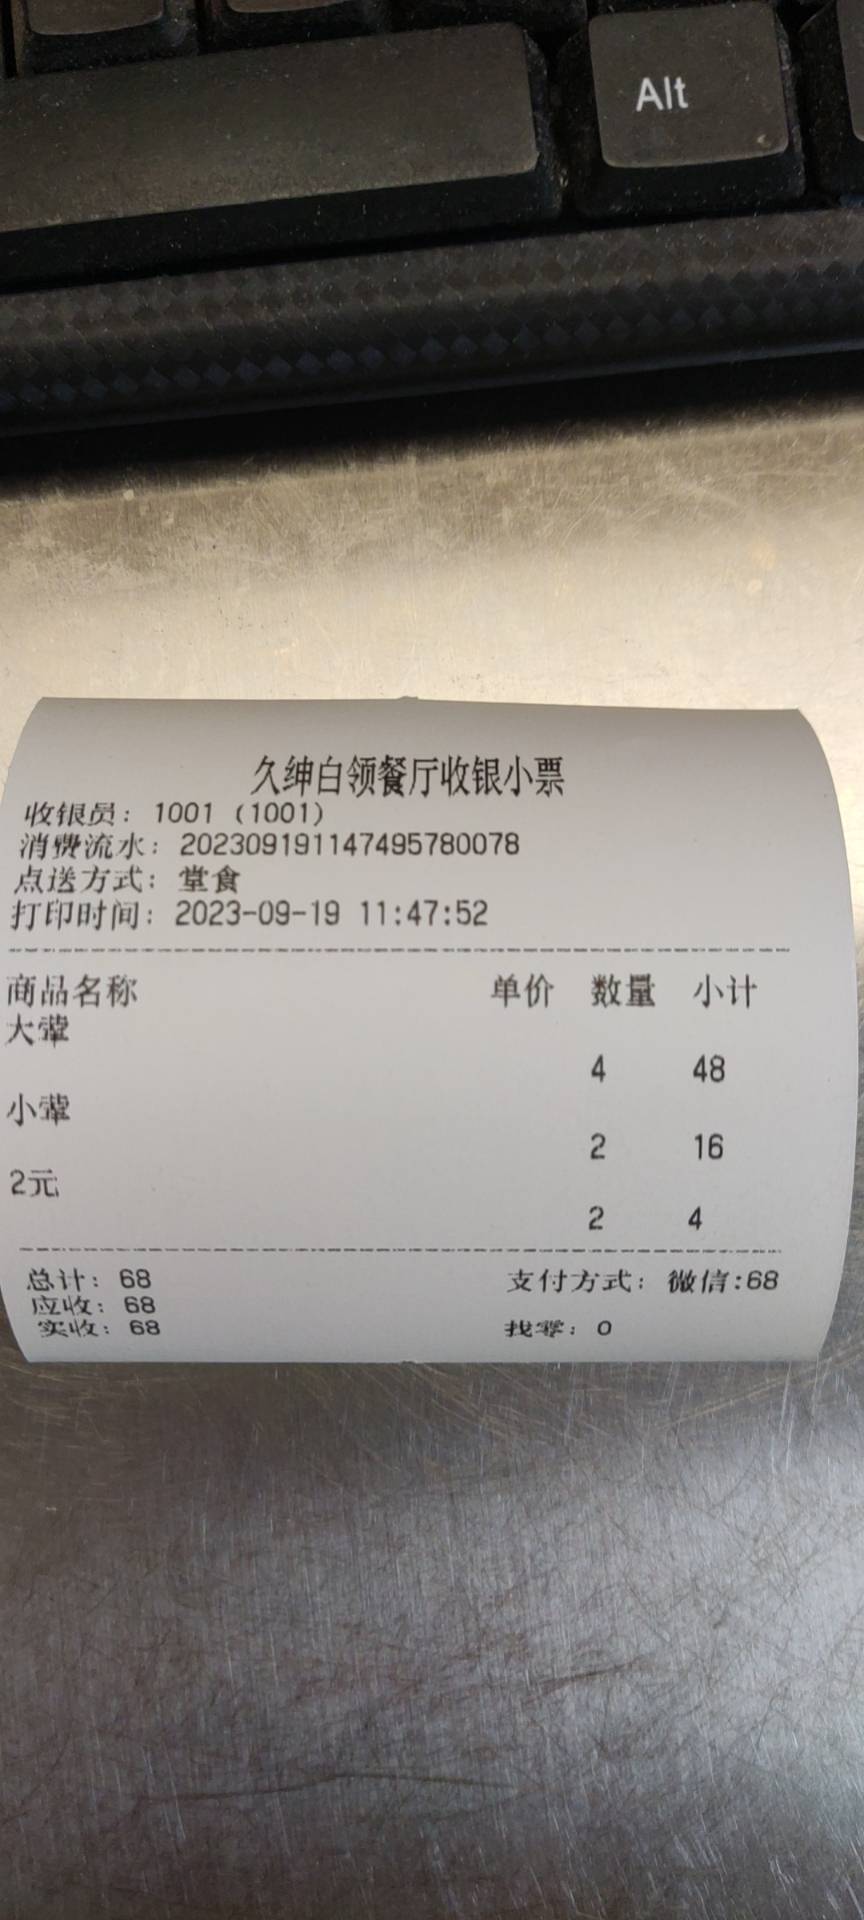 Alt
久绅白领餐厅收银小票
收银员：1001 (1001)
消费流水：202309191147495780078
点送方式：堂食
打印时间：2023-09-19 11:47:52
商品名称 单价 数量 小计
大荤
4 48
小荤
2 16
2元
2 4
总计：68 支付方式：微信:68
应收：68
实收：68 找零：0